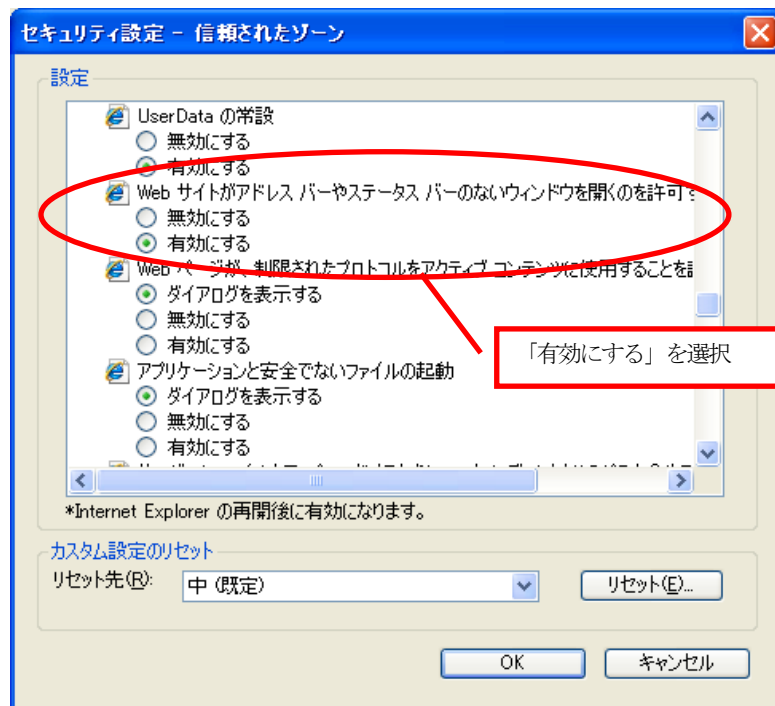 セキュリティ設定 - 信頼されたゾーン
設定
UserData の常設
無効にする
有効にする
Web サイトがアドレス バーやステータス バーのないウィンドウを開くのを許可す
無効にする
有効にする
Web ページが、制限されたプロトコルをアクティブ コンテンツに使用することを
ダイアログを表示する
無効にする
有効にする
「有効にする」を選択
アプリケーションと安全でないファイルの起動
ダイアログを表示する
無効にする
有効にする
*Internet Explorer の再開後に有効になります。
カスタム設定のリセット
リセット先(R):
中 (既定)
リセット(E)...
OK
キャンセル